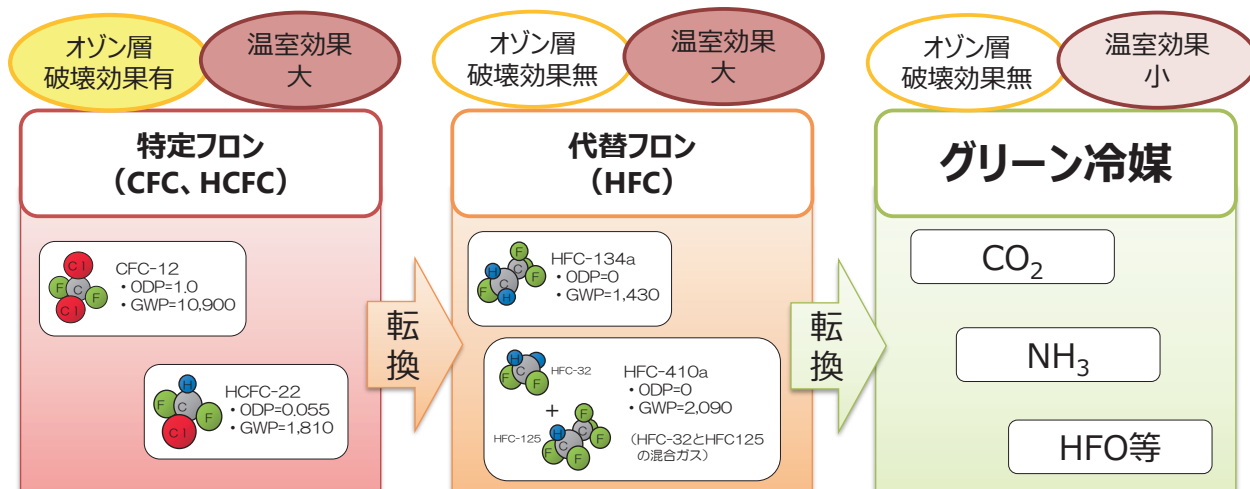 オゾン層
破壊効果有
温室効果
大
オゾン層
破壊効果無
温室効果
大
オゾン層
破壊効果無
温室効果
小
特定フロン
（CFC、HCFC）
Cl
F
C
F
Cl
CFC-12
・ODP=1.0
・GWP=10,900
H
F
C
F
Cl
HCFC-22
・ODP=0.055
・GWP=1,810
転
換
代替フロン
（HFC）
F
H
C
C
F
F
H
HFC-134a
・ODP=0
・GWP=1,430
H
C
F
F
HFC-32
+
HFC-125
F
H
C
C
F
F
F
HFC-410a
・ODP=0
・GWP=2,090
（HFC-32とHFC125
の混合ガス）
転
換
グリーン冷媒
CO₂
NH₃
HFO等